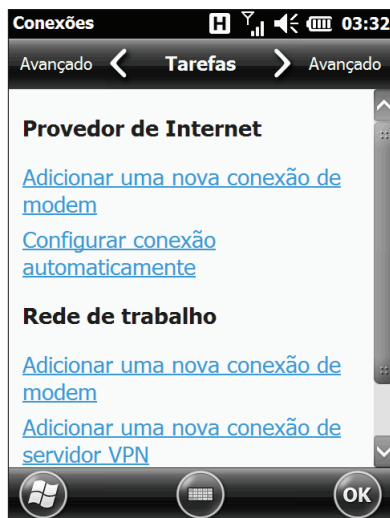 Conexões H 03:32
Avançado Tarefas Avançado
Provedor de Internet
Adicionar uma nova conexão de
modem
Configurar conexão
automaticamente
Rede de trabalho
Adicionar uma nova conexão de
modem
Adicionar uma nova conexão de
servidor VPN
OK